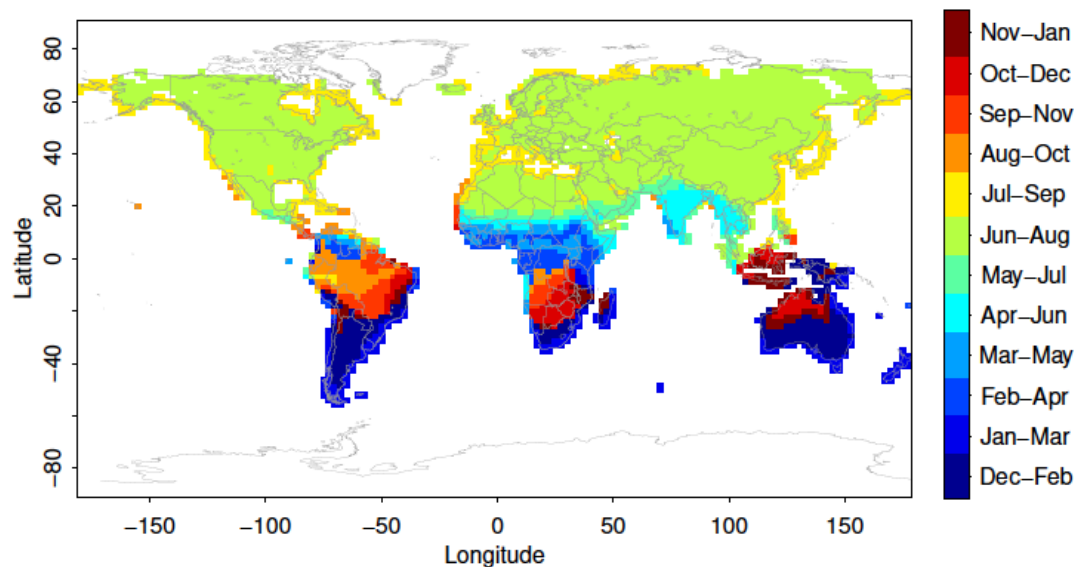 80
60
40
20
0
−40
−80
Latitude
−150
−100
−50
0
50
100
150
Longitude
Nov−Jan
Oct−Dec
Sep−Nov
Aug−Oct
Jul−Sep
Jun−Aug
May−Jul
Apr−Jun
Mar−May
Feb−Apr
Jan−Mar
Dec−Feb